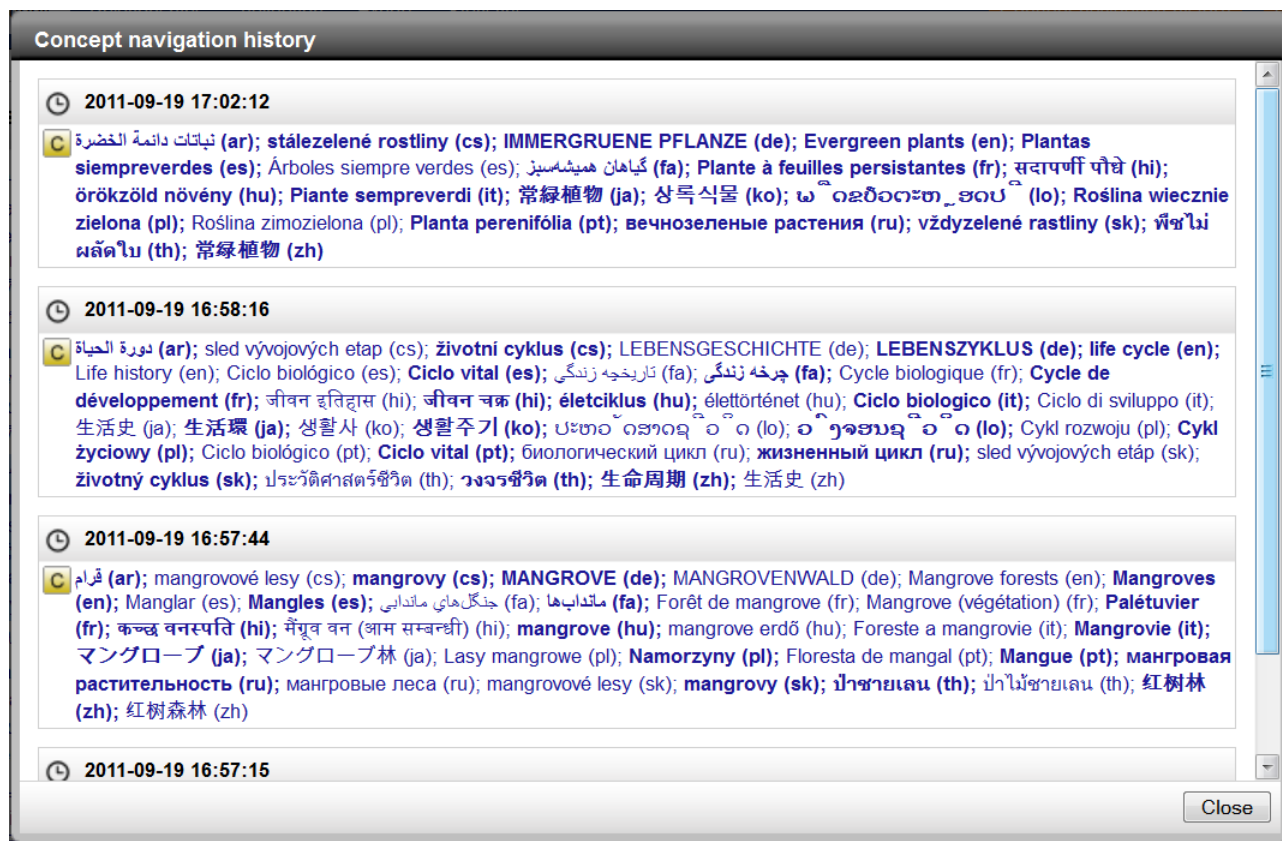 Concept navigation history
2011-09-19 17:02:12
C نباتات دائمة الخضرة (ar); stálezelené rostliny (cs); IMMERGRUENE PFLANZE (de); Evergreen plants (en); Plantas
siempreverdes (es); Árboles siempre verdes (es); گیاهان همیشه‌سبز (fa); Plante à feuilles persistantes (fr); सदापर्णी पौधे (hi);
örökzöld növény (hu); Piante sempreverdi (it); 常緑植物 (ja); 상록식물 (ko); (lo); Roślina wiecznie
zielona (pl); Roślina zimozielona (pl); Planta perenifólia (pt); вечнозеленые растения (ru); vždyzelené rastliny (sk); พืชไม่
ผลัดใบ (th); 常緑植物 (zh)
2011-09-19 16:58:16
C دورة الحياة (ar); sled vývojových etap (cs); životní cyklus (cs); LEBENSGESCHICHTE (de); LEBENSZYKLUS (de); life cycle (en);
Life history (en); Ciclo biológico (es); Ciclo vital (es); تاریخچه زندگی (fa); چرخه زندگی (fa); Cycle biologique (fr); Cycle de
développement (fr); जीवन इतिहास (hi); जीवन चक्र (hi); életciklus (hu); élettörténet (hu); Ciclo biologico (it); Ciclo di sviluppo (it);
生活史 (ja); 生活環 (ja); 생활사 (ko); 생활주기 (ko); (lo); (lo); Cykl rozwoju (pl); Cykl
życiowy (pl); Ciclo biológico (pt); Ciclo vital (pt); биологический цикл (ru); жизненный цикл (ru); sled vývojových etáp (sk);
životný cyklus (sk); ประวัติศาสตร์ชีวิต (th); วงจรชีวิต (th); 生命周期 (zh); 生活史 (zh)
2011-09-19 16:57:44
C قرام (ar); mangrovové lesy (cs); mangrovy (cs); MANGROVE (de); MANGROVENWALD (de); Mangrove forests (en); Mangroves
(en); Manglar (es); Mangles (es); جنگل‌هاي ماندابی (fa); ماندابها (fa); Forêt de mangrove (fr); Mangrove (végétation) (fr); Palétuvier
(fr); कच्छ वनस्पति (hi); मैंग्रूव वन (आम सम्बन्धी) (hi); mangrove (hu); mangrove erdő (hu); Foreste a mangrovie (it); Mangrovie (it);
マングローブ (ja); マングローブ林 (ja); Lasy mangrowe (pl); Namorzyny (pl); Floresta de mangal (pt); Mangue (pt); мангровая
растительность (ru); мангровые леса (ru); mangrovové lesy (sk); mangrovy (sk); ป่าชายเลน (th); ป่าไม้ชายเลน (th); 红树林
(zh); 红树森林 (zh)
2011-09-19 16:57:15
Close